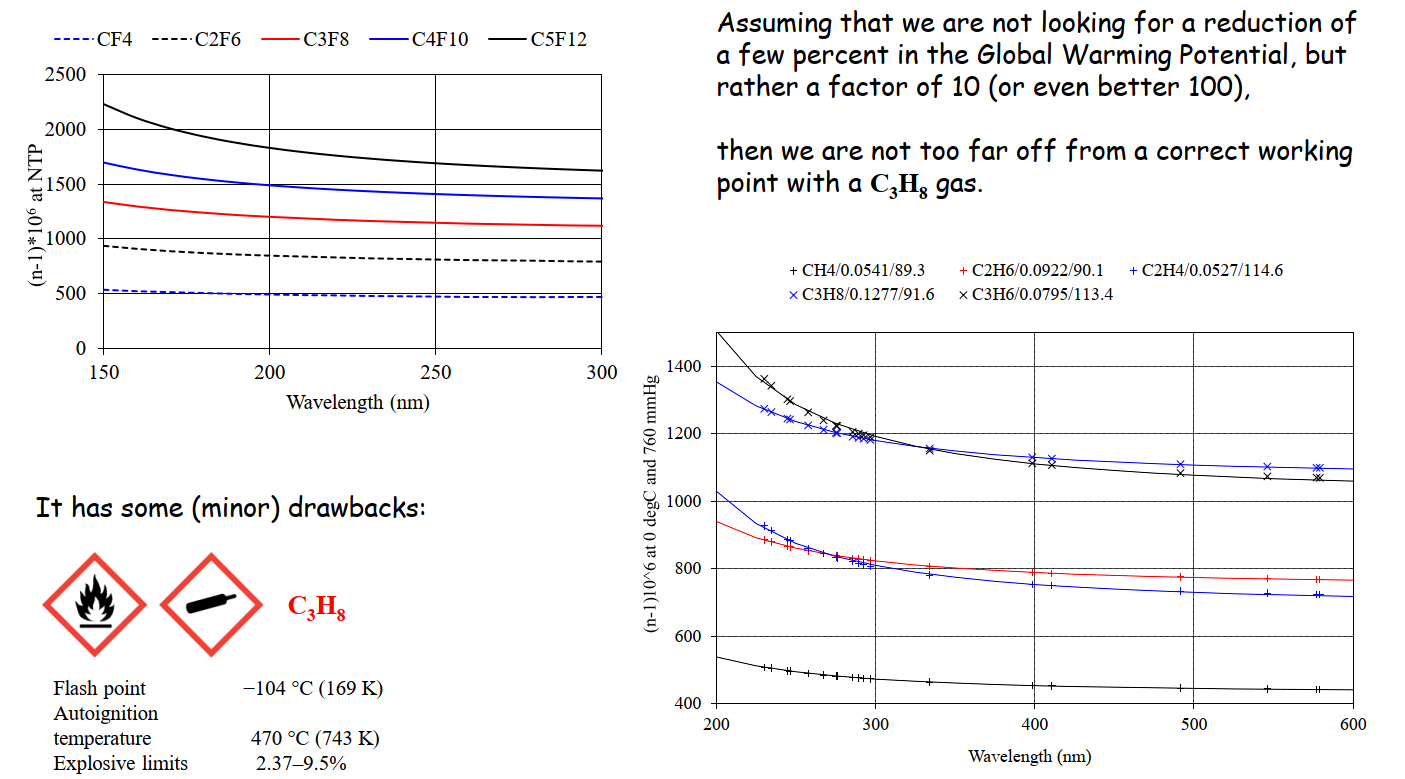 CF4 C2F6 C3F8 C4F10 C5F12
2500
2000
1500
1000
500
0
(n-1)*10⁶ at NTP
150 200 250 300
Wavelength (nm)
Assuming that we are not looking for a reduction of
a few percent in the Global Warming Potential, but
rather a factor of 10 (or even better 100),
then we are not too far off from a correct working
point with a C₃H₈ gas.
CH4/0.0541/89.3 C2H6/0.0922/90.1 C2H4/0.0527/114.6
C3H8/0.1277/91.6 C3H6/0.0795/113.4
1400
1200
1000
800
600
400
(n-1)10^6 at 0 degC and 760 mmHg
200 300 400 500 600
Wavelength (nm)
It has some (minor) drawbacks:
C₃H₈
Flash point −104 °C (169 K)
Autoignition
temperature 470 °C (743 K)
Explosive limits 2.37–9.5%